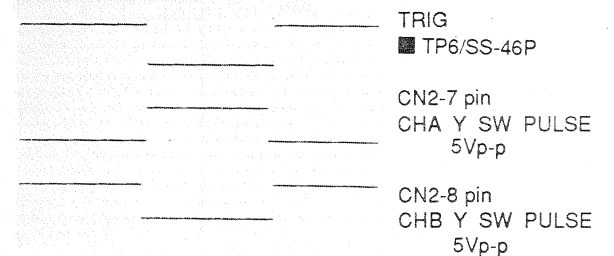 TRIG
■ TP6/SS-46P
CN2-7 pin
CHA Y SW PULSE
5Vp-p
CN2-8 pin
CHB Y SW PULSE
5Vp-p